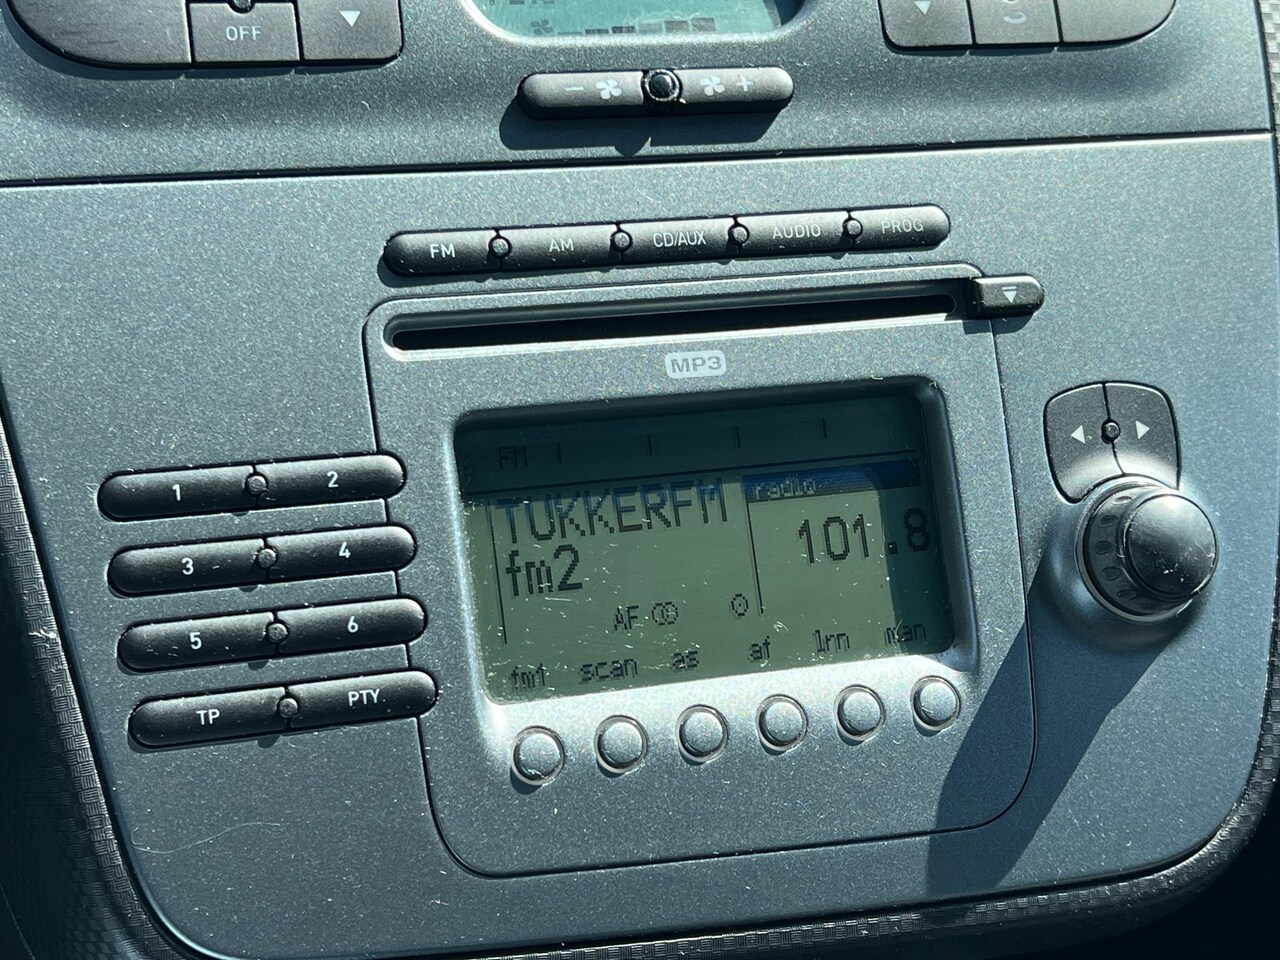 OFF
FM AM CD/AUX AUDIO PROG
MP3
FM
TUKKERFM
radio
fm2
101.8
AF
fmt scan as af lrn man
1 2
3 4
5 6
TP PTY